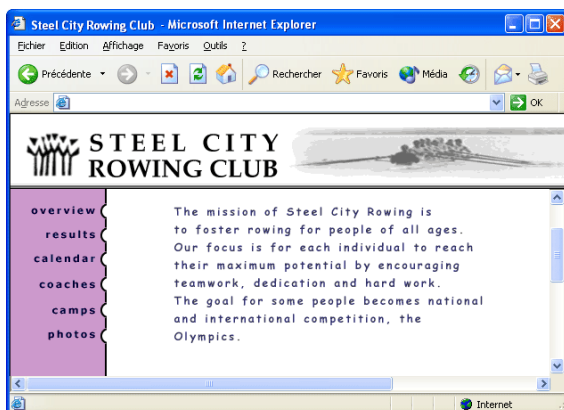 Steel City Rowing Club - Microsoft Internet Explorer
Fichier Edition Affichage Favoris Outils ?
Précédente Rechercher Favoris Média
Adresse OK
STEEL CITY
ROWING CLUB
overview
results
calendar
coaches
camps
photos
The mission of Steel City Rowing is
to foster rowing for people of all ages.
Our focus is for each individual to reach
their maximum potential by encouraging
teamwork, dedication and hard work.
The goal for some people becomes national
and international competition, the
Olympics.
Internet